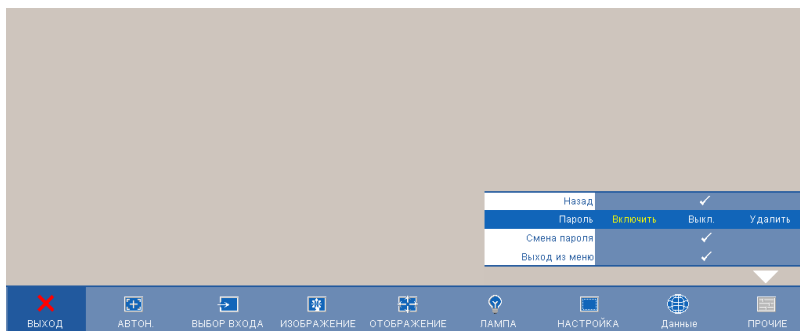 Назад
Пароль Включить Выкл. Удалить
Смена пароля
Выход из меню
ВЫХОД АВТОН. ВЫБОР ВХОДА ИЗОБРАЖЕНИЕ ОТОБРАЖЕНИЕ ЛАМПА НАСТРОЙКА Данные ПРОЧИЕ